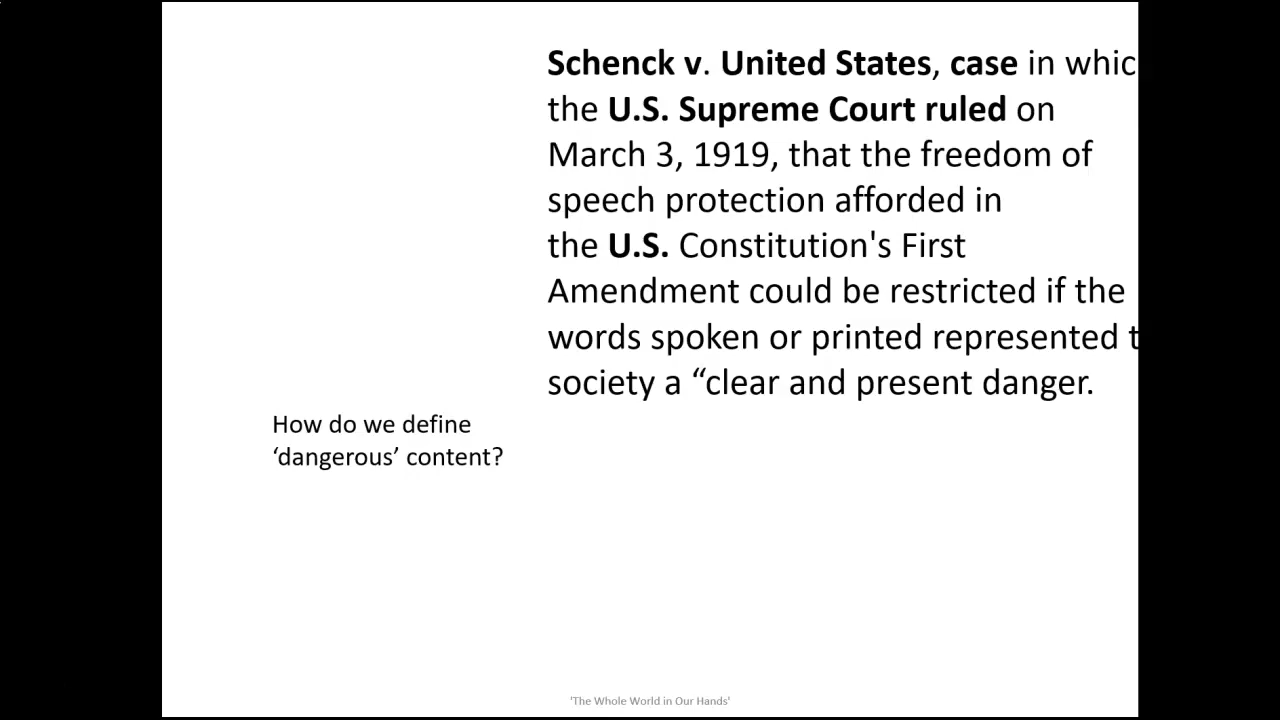 Schenck v. United States, case in whic
the U.S. Supreme Court ruled on
March 3, 1919, that the freedom of
speech protection afforded in
the U.S. Constitution's First
Amendment could be restricted if the
words spoken or printed represented t
society a “clear and present danger.
How do we define
‘dangerous’ content?
'The Whole World in Our Hands'